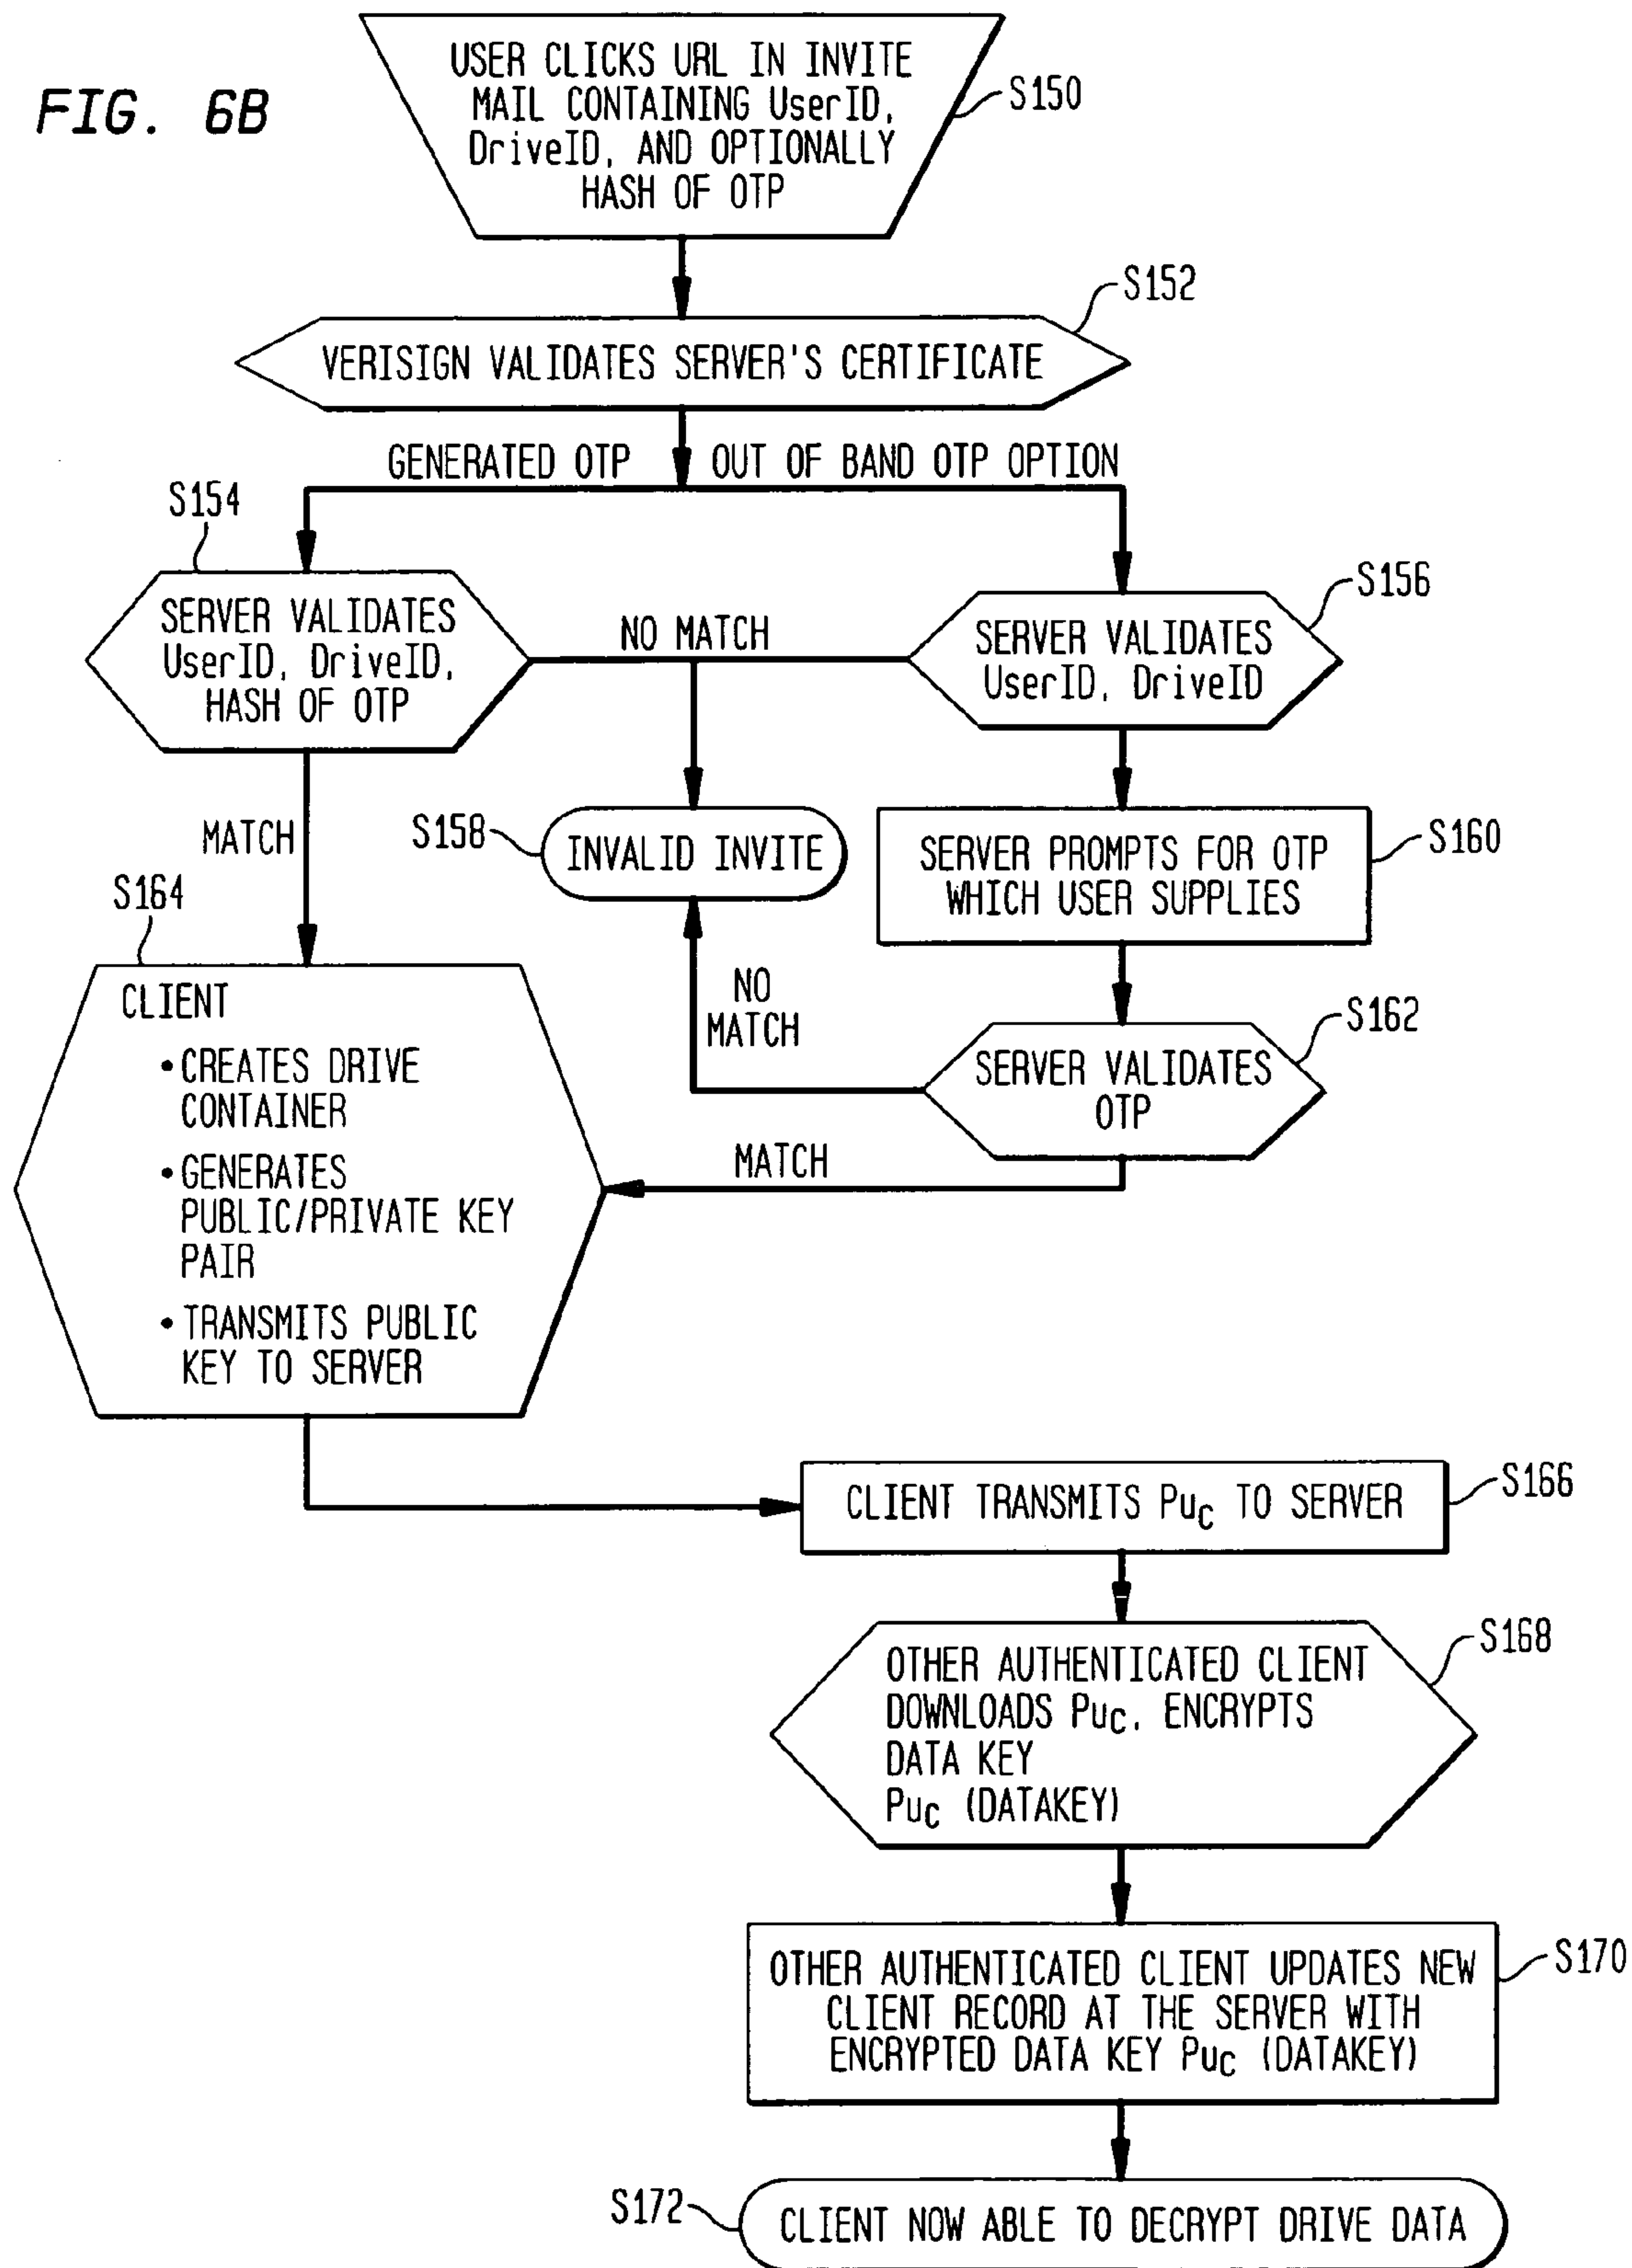 FIG. 6B
USER CLICKS URL IN INVITE
MAIL CONTAINING UserID,
DriveID, AND OPTIONALLY
HASH OF OTP
S150
S152
VERISIGN VALIDATES SERVER'S CERTIFICATE
GENERATED OTP
OUT OF BAND OTP OPTION
S154
SERVER VALIDATES
UserID, DriveID,
HASH OF OTP
NO MATCH
S156
SERVER VALIDATES
UserID, DriveID
MATCH
S158
INVALID INVITE
SERVER PROMPTS FOR OTP
WHICH USER SUPPLIES
S160
S164
CLIENT
• CREATES DRIVE
CONTAINER
• GENERATES
PUBLIC/PRIVATE KEY
PAIR
• TRANSMITS PUBLIC
KEY TO SERVER
NO
MATCH
S162
SERVER VALIDATES
OTP
MATCH
CLIENT TRANSMITS Puc TO SERVER
S166
S168
OTHER AUTHENTICATED CLIENT
DOWNLOADS Puc, ENCRYPTS
DATA KEY
Puc (DATAKEY)
S170
OTHER AUTHENTICATED CLIENT UPDATES NEW
CLIENT RECORD AT THE SERVER WITH
ENCRYPTED DATA KEY Puc (DATAKEY)
S172
CLIENT NOW ABLE TO DECRYPT DRIVE DATA